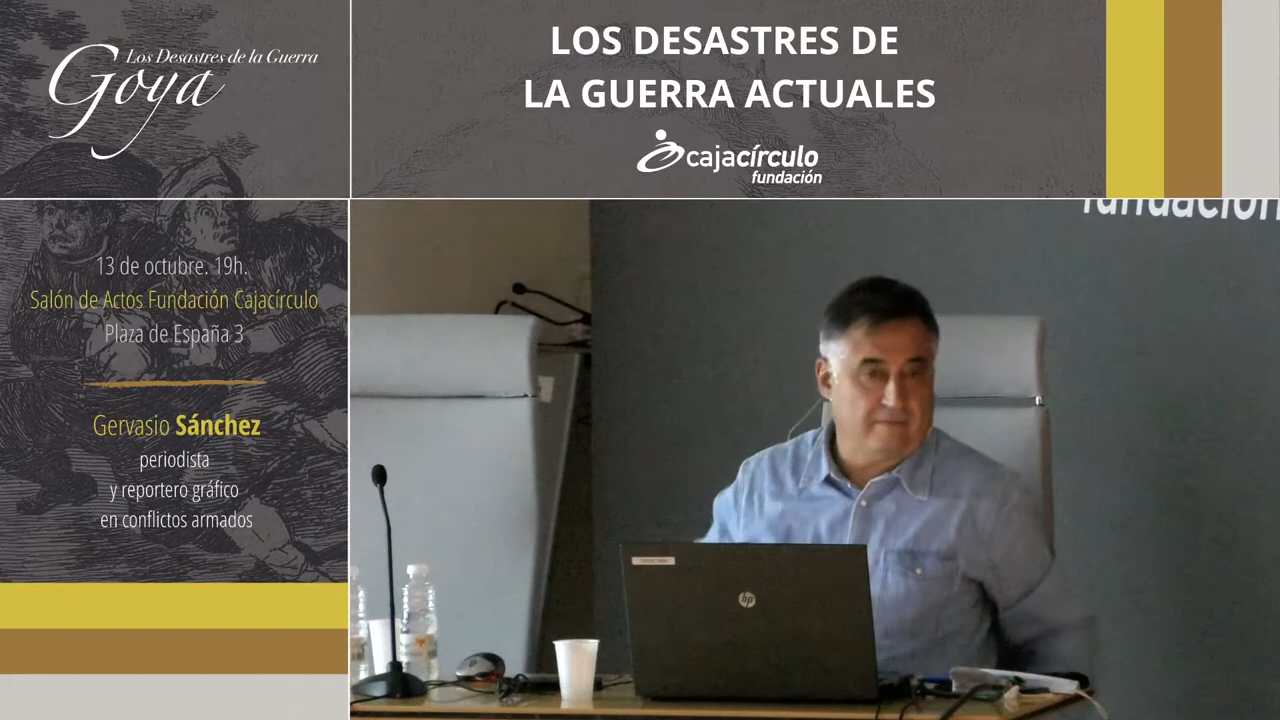 Los Desastres de la Guerra
Goya
LOS DESASTRES DE
LA GUERRA ACTUALES
cajacírculo
fundación
fundación
13 de octubre. 19h.
Salón de Actos Fundación Cajacírculo
Plaza de España 3
Gervasio Sánchez
periodista
y reportero gráfico
en conflictos armados
hp